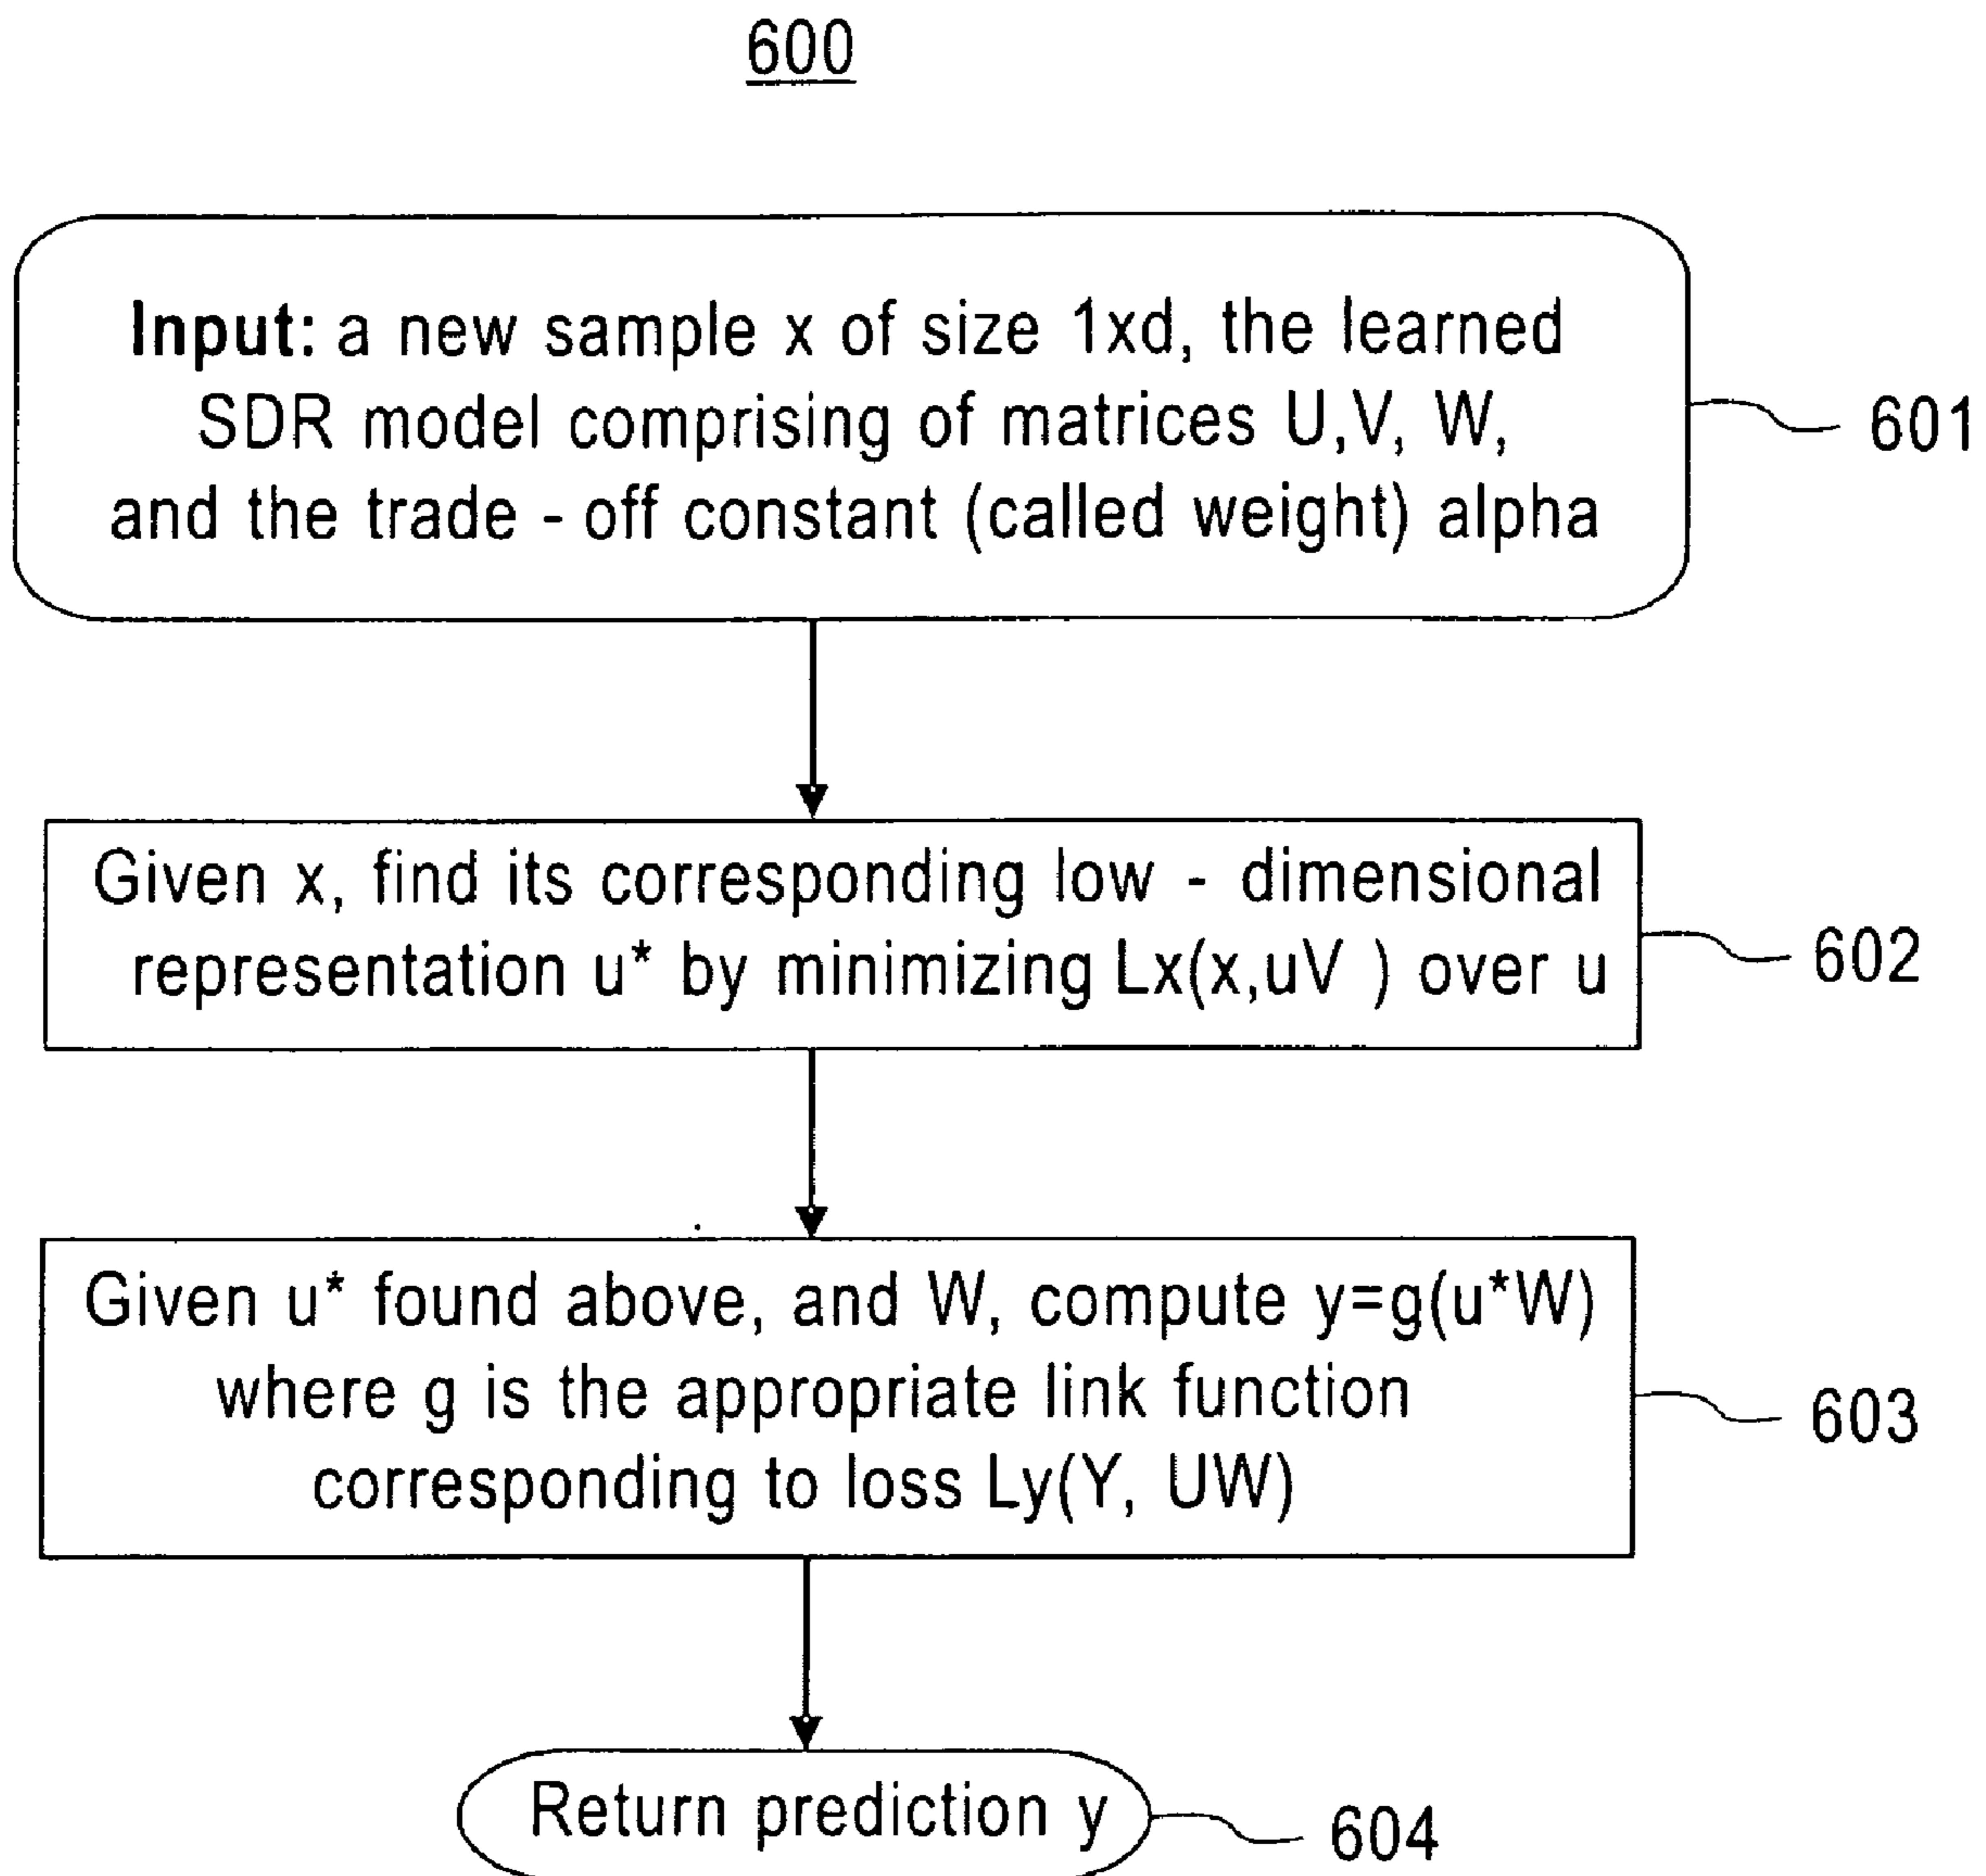 600
Input: a new sample x of size 1xd, the learned
SDR model comprising of matrices U,V, W,
and the trade - off constant (called weight) alpha
601
Given x, find its corresponding low - dimensional
representation u* by minimizing Lx(x,uV ) over u
602
Given u* found above, and W, compute y=g(u*W)
where g is the appropriate link function
corresponding to loss Ly(Y, UW)
603
Return prediction y
604